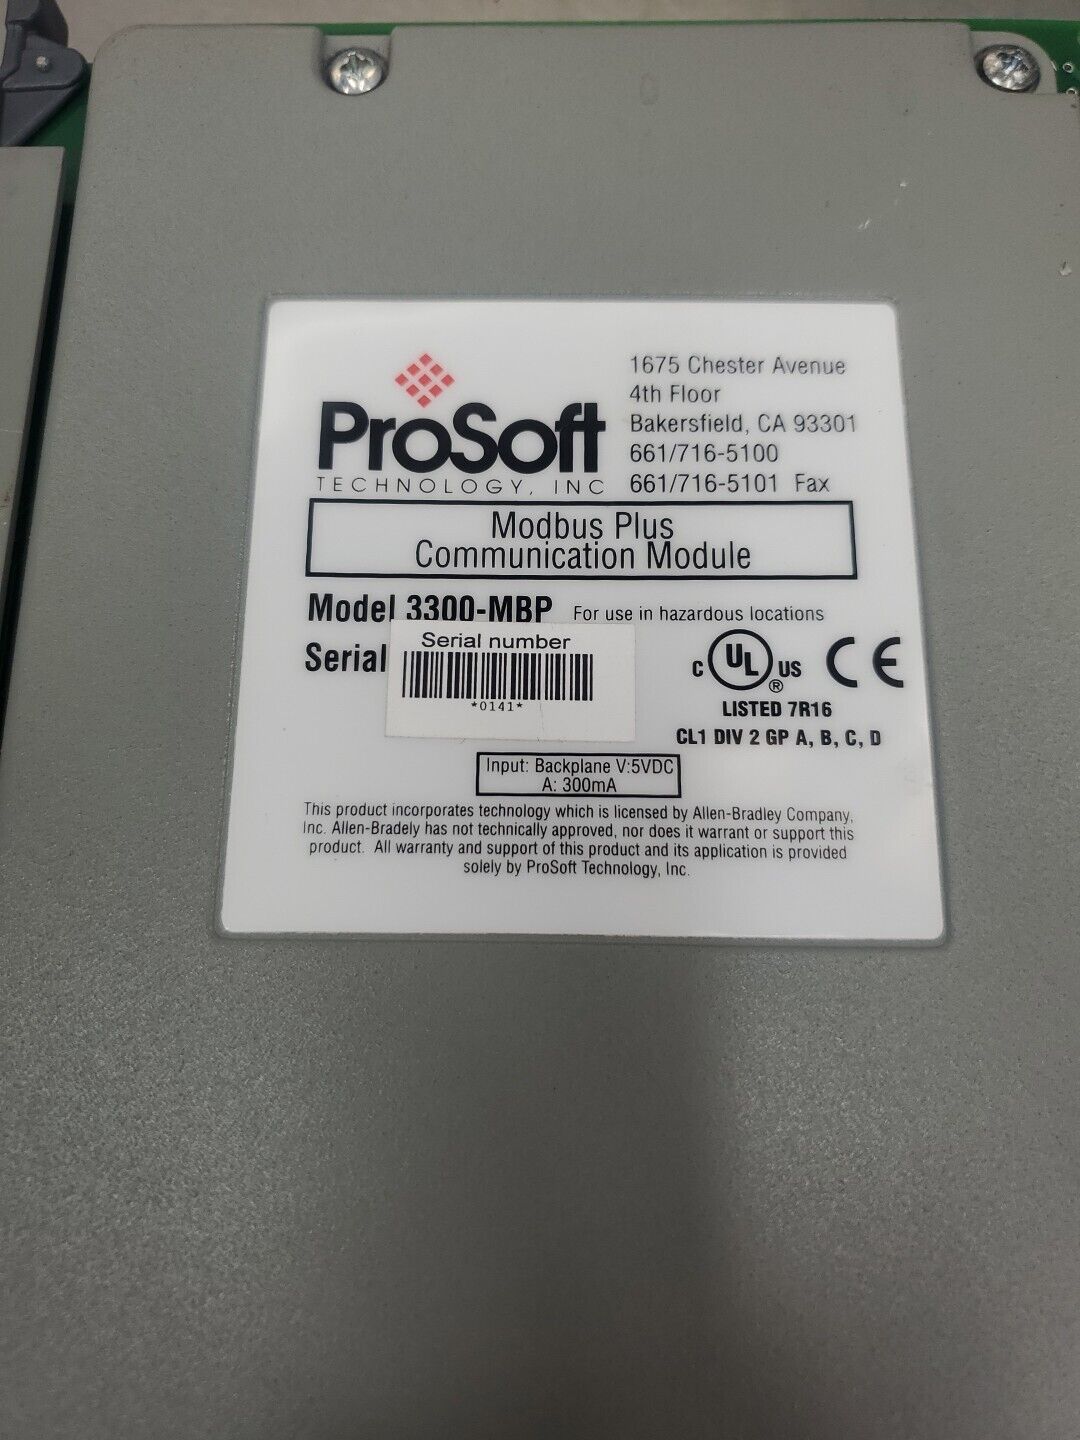 ProSoft
TECHNOLOGY, INC
1675 Chester Avenue
4th Floor
Bakersfield, CA 93301
661/716-5100
661/716-5101 Fax
Modbus Plus
Communication Module
Model 3300-MBP For use in hazardous locations
Serial
Serial number
*0141*
C UL US CE
®
LISTED 7R16
CL1 DIV 2 GP A, B, C, D
Input: Backplane V:5VDC
A: 300mA
This product incorporates technology which is licensed by Allen-Bradley Company,
Inc. Allen-Bradely has not technically approved, nor does it warrant or support this
product. All warranty and support of this product and its application is provided
solely by ProSoft Technology, Inc.